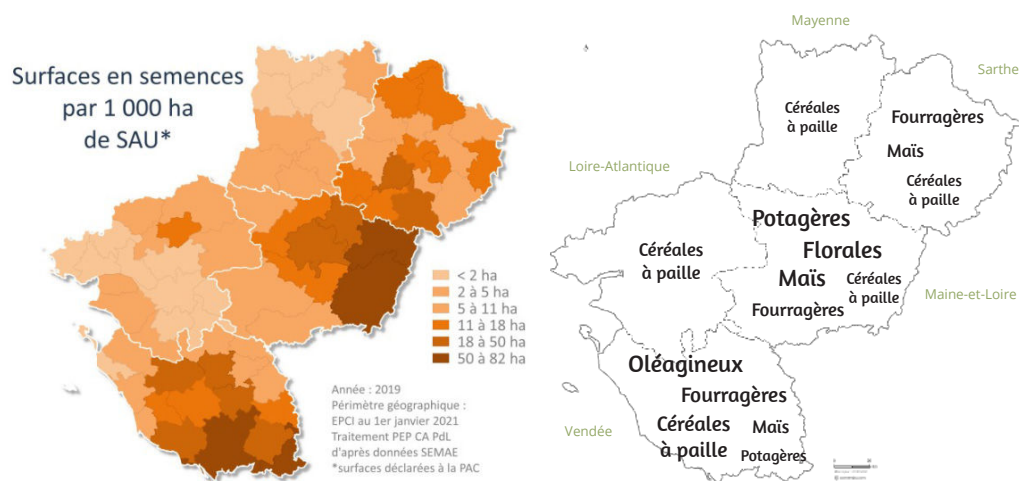 Surfaces en semences
par 1 000 ha
de SAU*
< 2 ha
2 à 5 ha
5 à 11 ha
11 à 18 ha
18 à 50 ha
50 à 82 ha
Année : 2019
Périmètre géographique :
EPCI au 1er janvier 2021
Traitement PEP CA PdL
d'après données SEMAE
*surfaces déclarées à la PAC
Mayenne
Sarthe
Céréales
à paille
Fourragères
Maïs
Céréales
à paille
Loire-Atlantique
Céréales
à paille
Potagères
Florales
Maïs
Céréales
à paille
Fourragères
Maine-et-Loire
Oléagineux
Fourragères
Céréales
à paille
Maïs
Potagères
Vendée